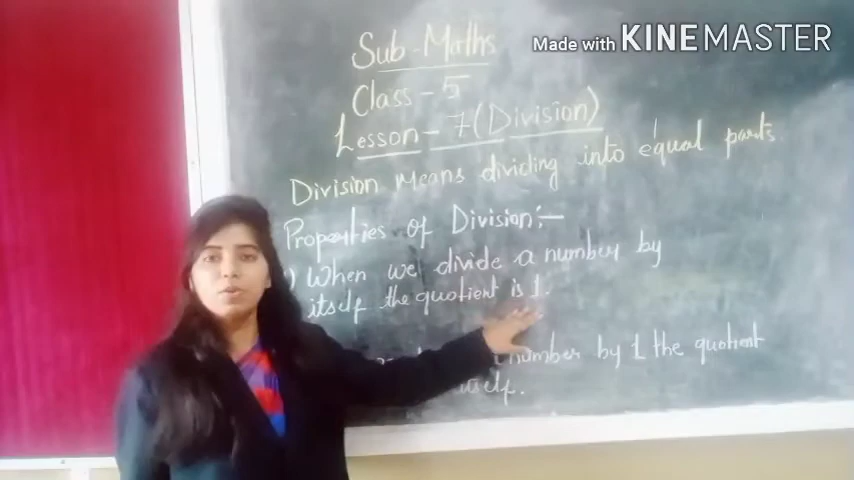 Made with KINEMASTER
Sub-Maths
Class - 5
Lesson - 7 (Division)
Division means dividing into equal parts
Properties of Division :-
) When we divide a number by
itself the quotient is 1.
number by 1 the quotient
itself.